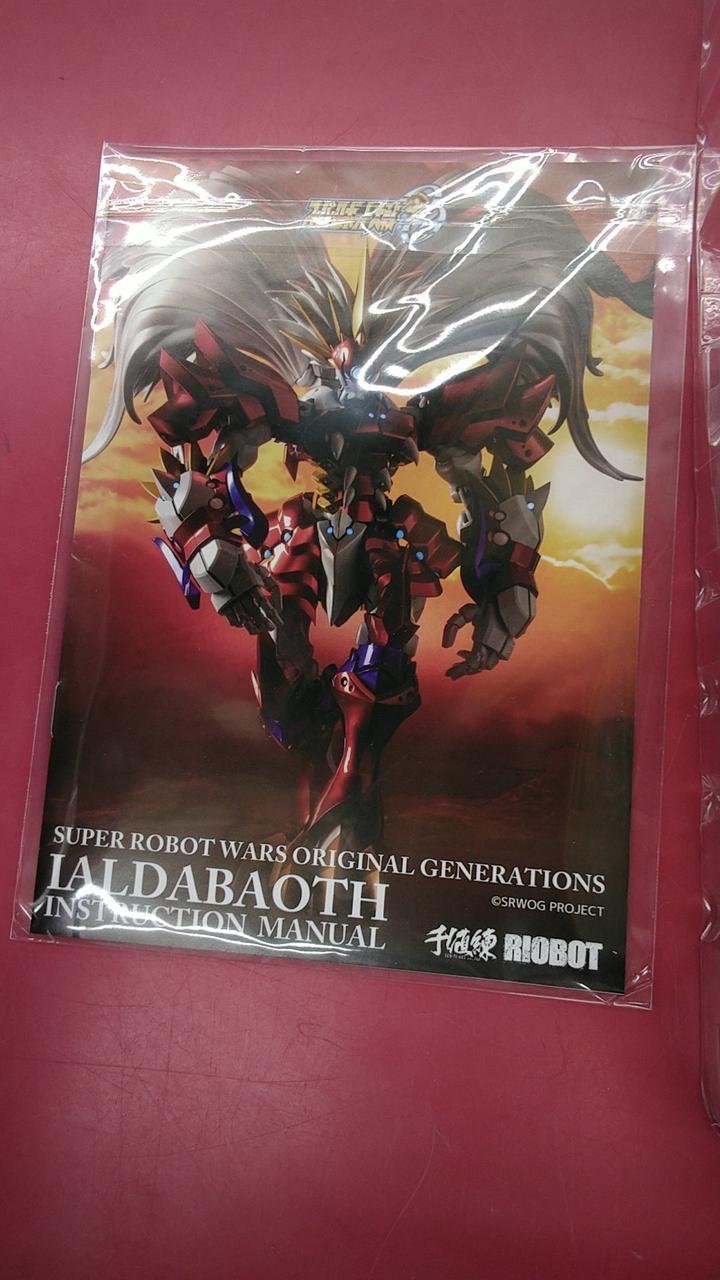 SUPER ROBOT WARS ORIGINAL GENERATIONS
IALDABAOTH
©SRWOG PROJECT
INSTRUCTION MANUAL
千値練 RIOBOT